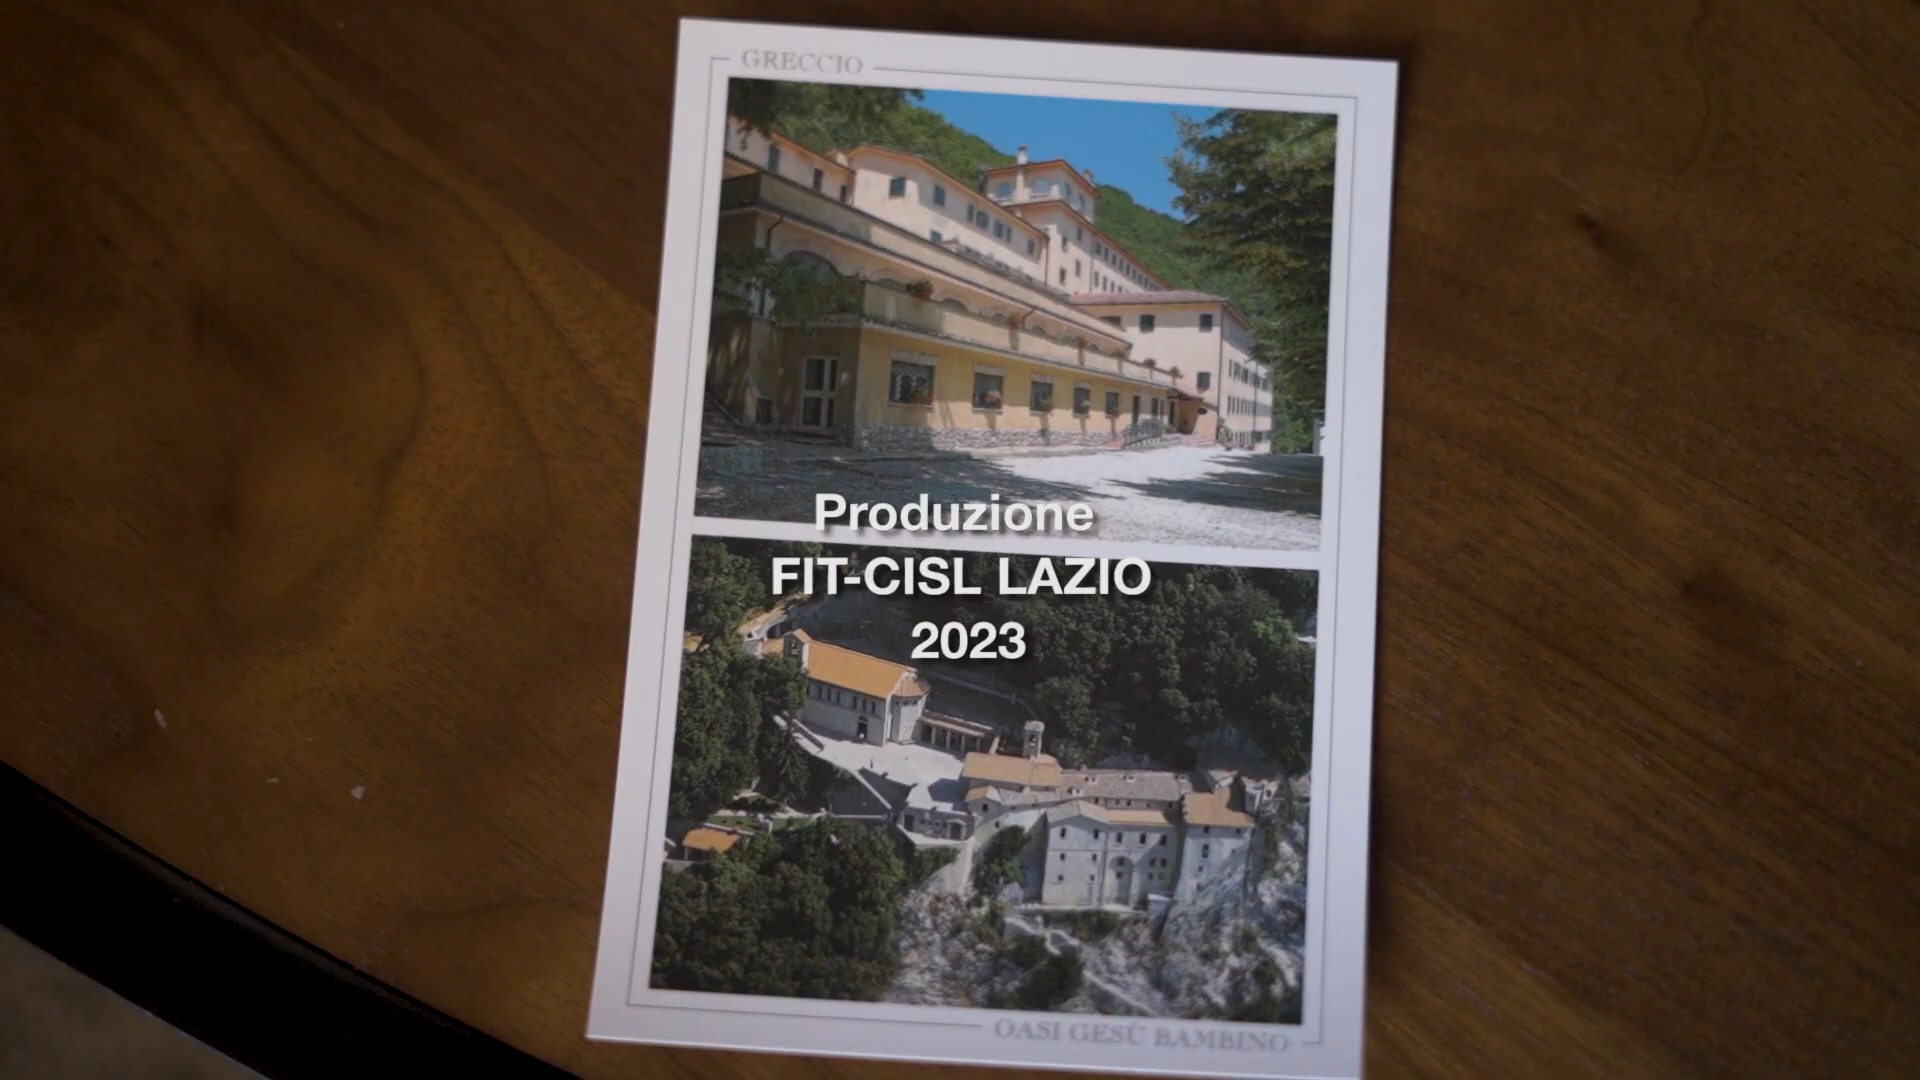 GRECCIO
Produzione
FIT-CISL LAZIO
2023
OASI GESÙ BAMBINO